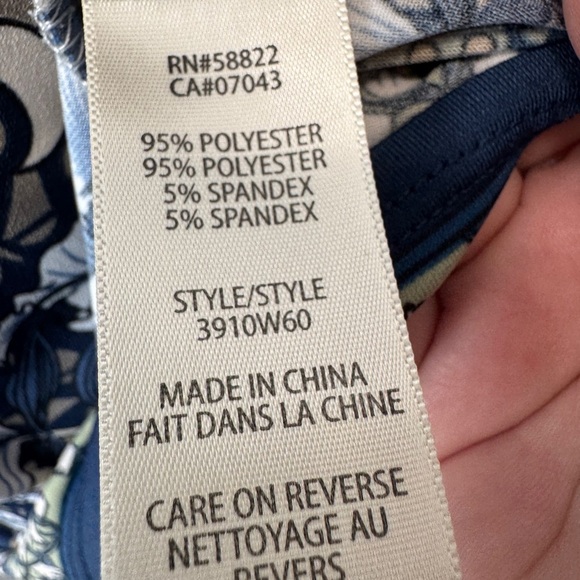 RN#58822
CA#07043
95% POLYESTER
95% POLYESTER
5% SPANDEX
5% SPANDEX
STYLE/STYLE
3910W60
MADE IN CHINA
FAIT DANS LA CHINE
CARE ON REVERSE
NETTOYAGE AU
REVERS